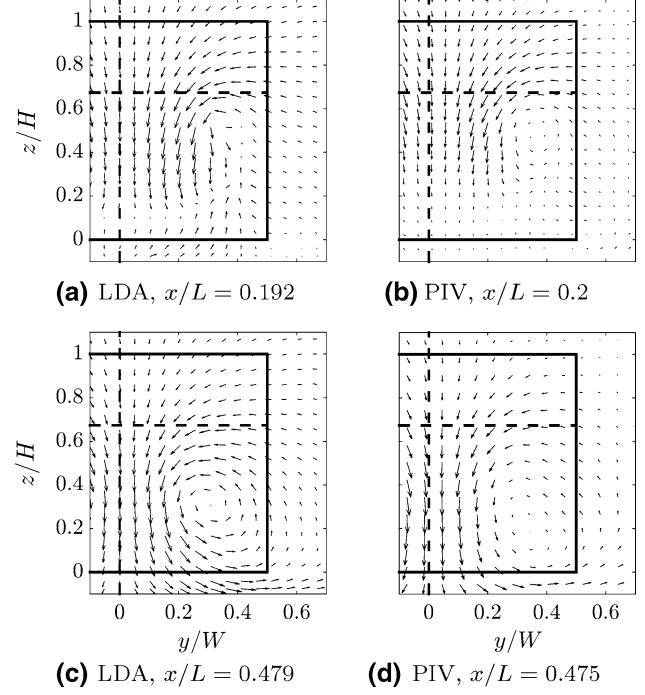 1
0.8
0.6
0.4
0.2
0
z/H
(a) LDA, x/L = 0.192
(b) PIV, x/L = 0.2
1
0.8
0.6
0.4
0.2
0
z/H
0 0.2 0.4 0.6
0 0.2 0.4 0.6
y/W
y/W
(c) LDA, x/L = 0.479
(d) PIV, x/L = 0.475